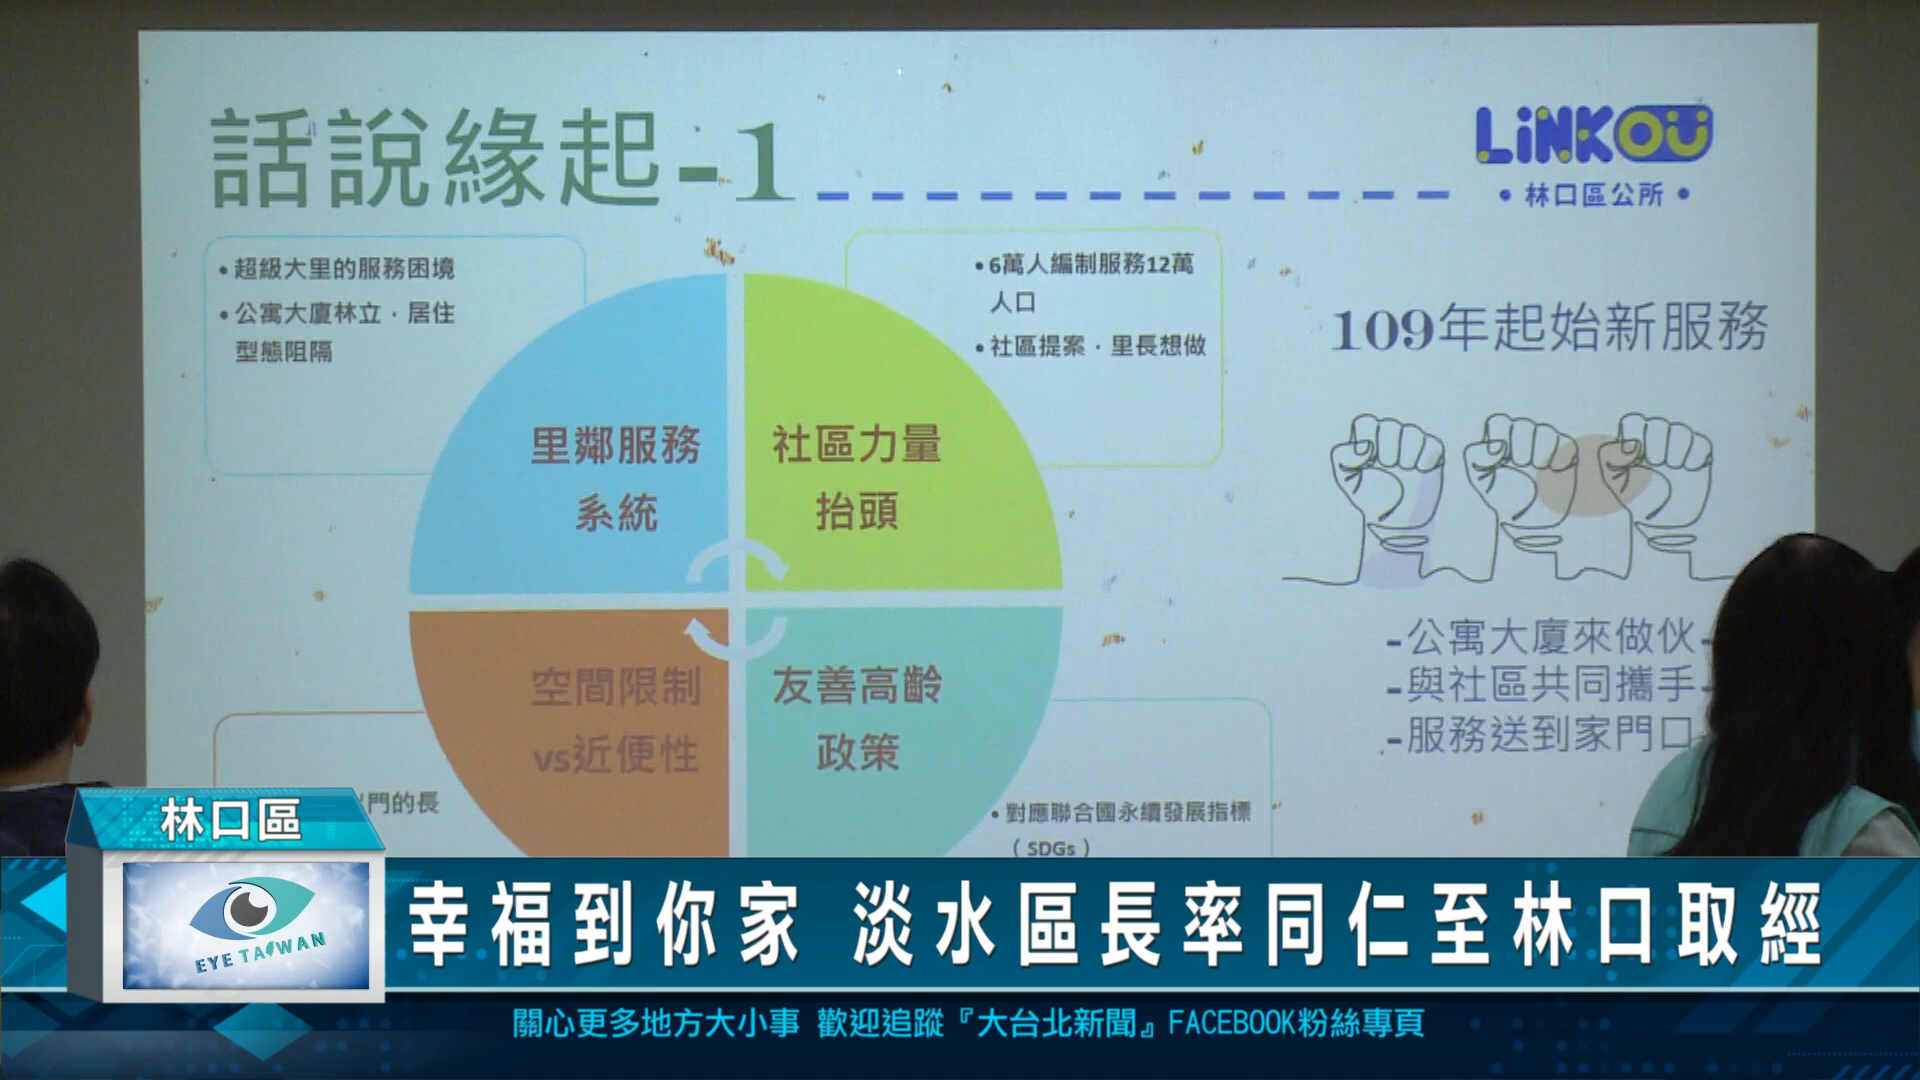 話說緣起-1
LiNKOU
•林口區公所•
•超級大里的服務困境
•公寓大廈林立，居住
型態阻隔
•6萬人編制服務12萬
人口
•社區提案，里長想做
109年起始新服務
里鄰服務
系統
社區力量
抬頭
空間限制
vs近便性
友善高齡
政策
-公寓大廈來做伙-
-與社區共同攜手-
-服務送到家門口
門的長
•對應聯合國永續發展指標
（SDGs）
林口區
EYE TAIWAN
幸福到你家 淡水區長率同仁至林口取經
關心更多地方大小事 歡迎追蹤『大台北新聞』FACEBOOK粉絲專頁